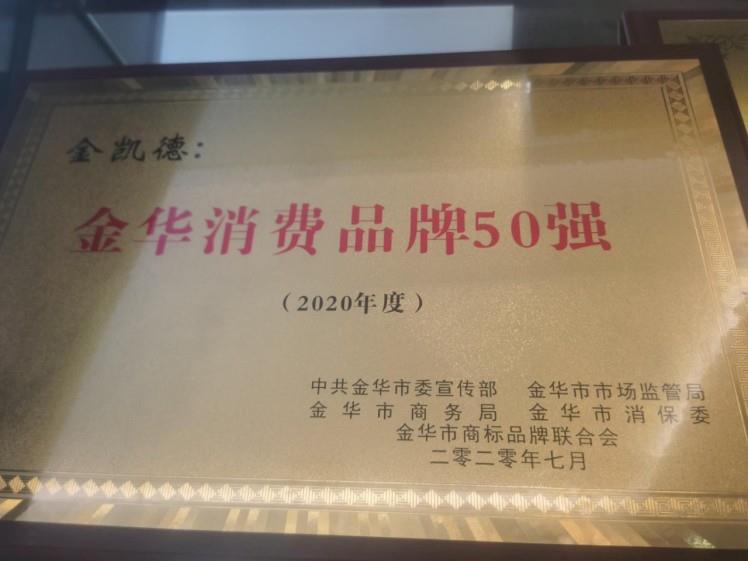 金凯德：
金华消费品牌50强
（2020年度）
中共金华市委宣传部 金华市市场监管局
金华市商务局 金华市消保委
金华市商标品牌联合会
二零二零年七月